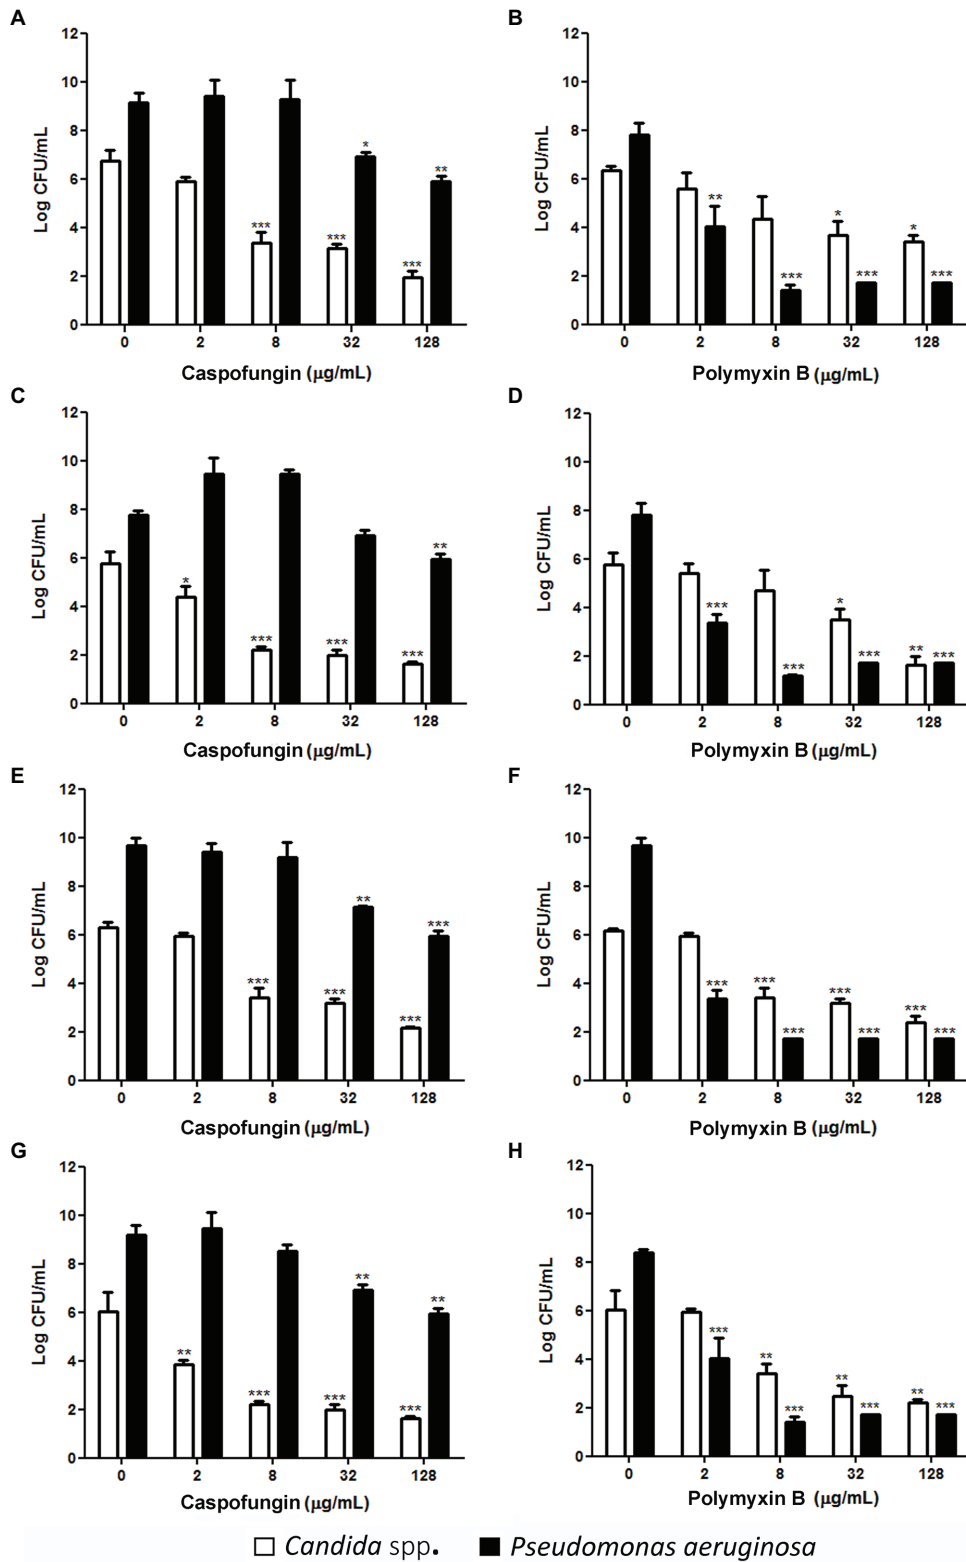 A
B
12
10
8
6
4
2
0
Log CFU/mL
* ** *** *** ***
0 2 8 32 128
Caspofungin (μg/mL)
12
10
8
6
4
2
0
Log CFU/mL
** *** * *** * ***
0 2 8 32 128
Polymyxin B (μg/mL)
C
D
12
10
8
6
4
2
0
Log CFU/mL
* *** *** *** **
0 2 8 32 128
Caspofungin (μg/mL)
12
10
8
6
4
2
0
Log CFU/mL
*** *** * *** ** ***
0 2 8 32 128
Polymyxin B (μg/mL)
E
F
12
10
8
6
4
2
0
Log CFU/mL
*** *** ** *** ***
0 2 8 32 128
Caspofungin (μg/mL)
12
10
8
6
4
2
0
Log CFU/mL
*** *** *** *** *** *** ***
0 2 8 32 128
Polymyxin B (μg/mL)
G
H
12
10
8
6
4
2
0
Log CFU/mL
** *** *** ** *** **
0 2 8 32 128
Caspofungin (μg/mL)
12
10
8
6
4
2
0
Log CFU/mL
*** ** *** ** *** ** ***
0 2 8 32 128
Polymyxin B (μg/mL)
Candida spp. Pseudomonas aeruginosa